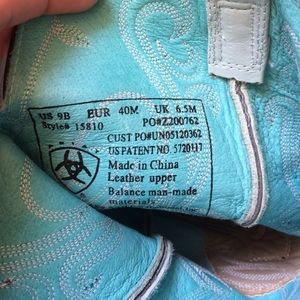 US 9B EUR 40M UK 6.5M
Style# 15810 PO#Z200762
CUST PO#UN05120362
US PATENT NO. 5720117
Made in China
Leather upper
Balance man-made
materials
Inc.